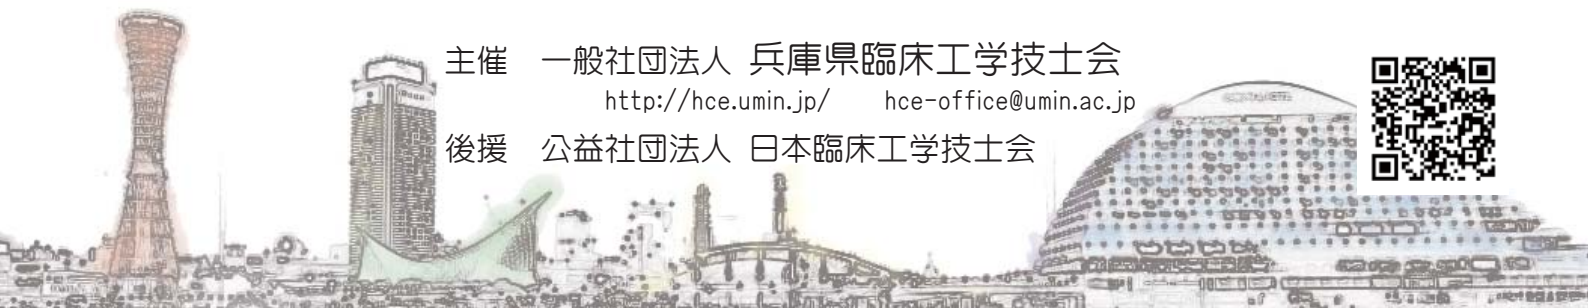 主催　一般社団法人 兵庫県臨床工学技士会
http://hce.umin.jp/　hce-office@umin.ac.jp
後援　公益社団法人 日本臨床工学技士会